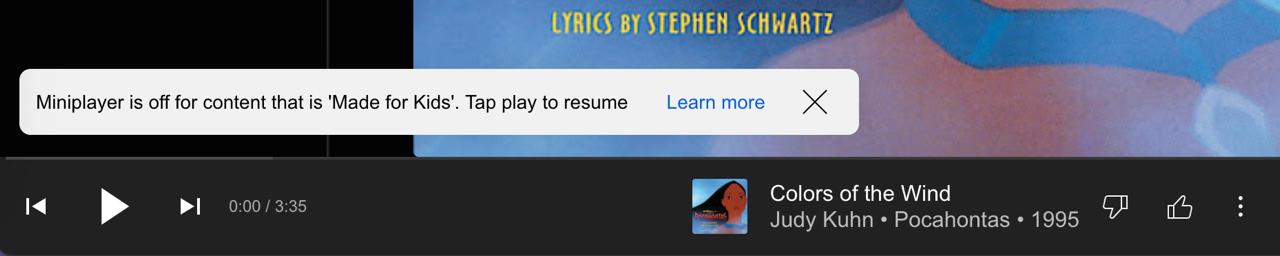 LYRICS BY STEPHEN SCHWARTZ
Miniplayer is off for content that is 'Made for Kids'. Tap play to resume Learn more
0:00 / 3:35
Pocahontas
Colors of the Wind
Judy Kuhn • Pocahontas • 1995